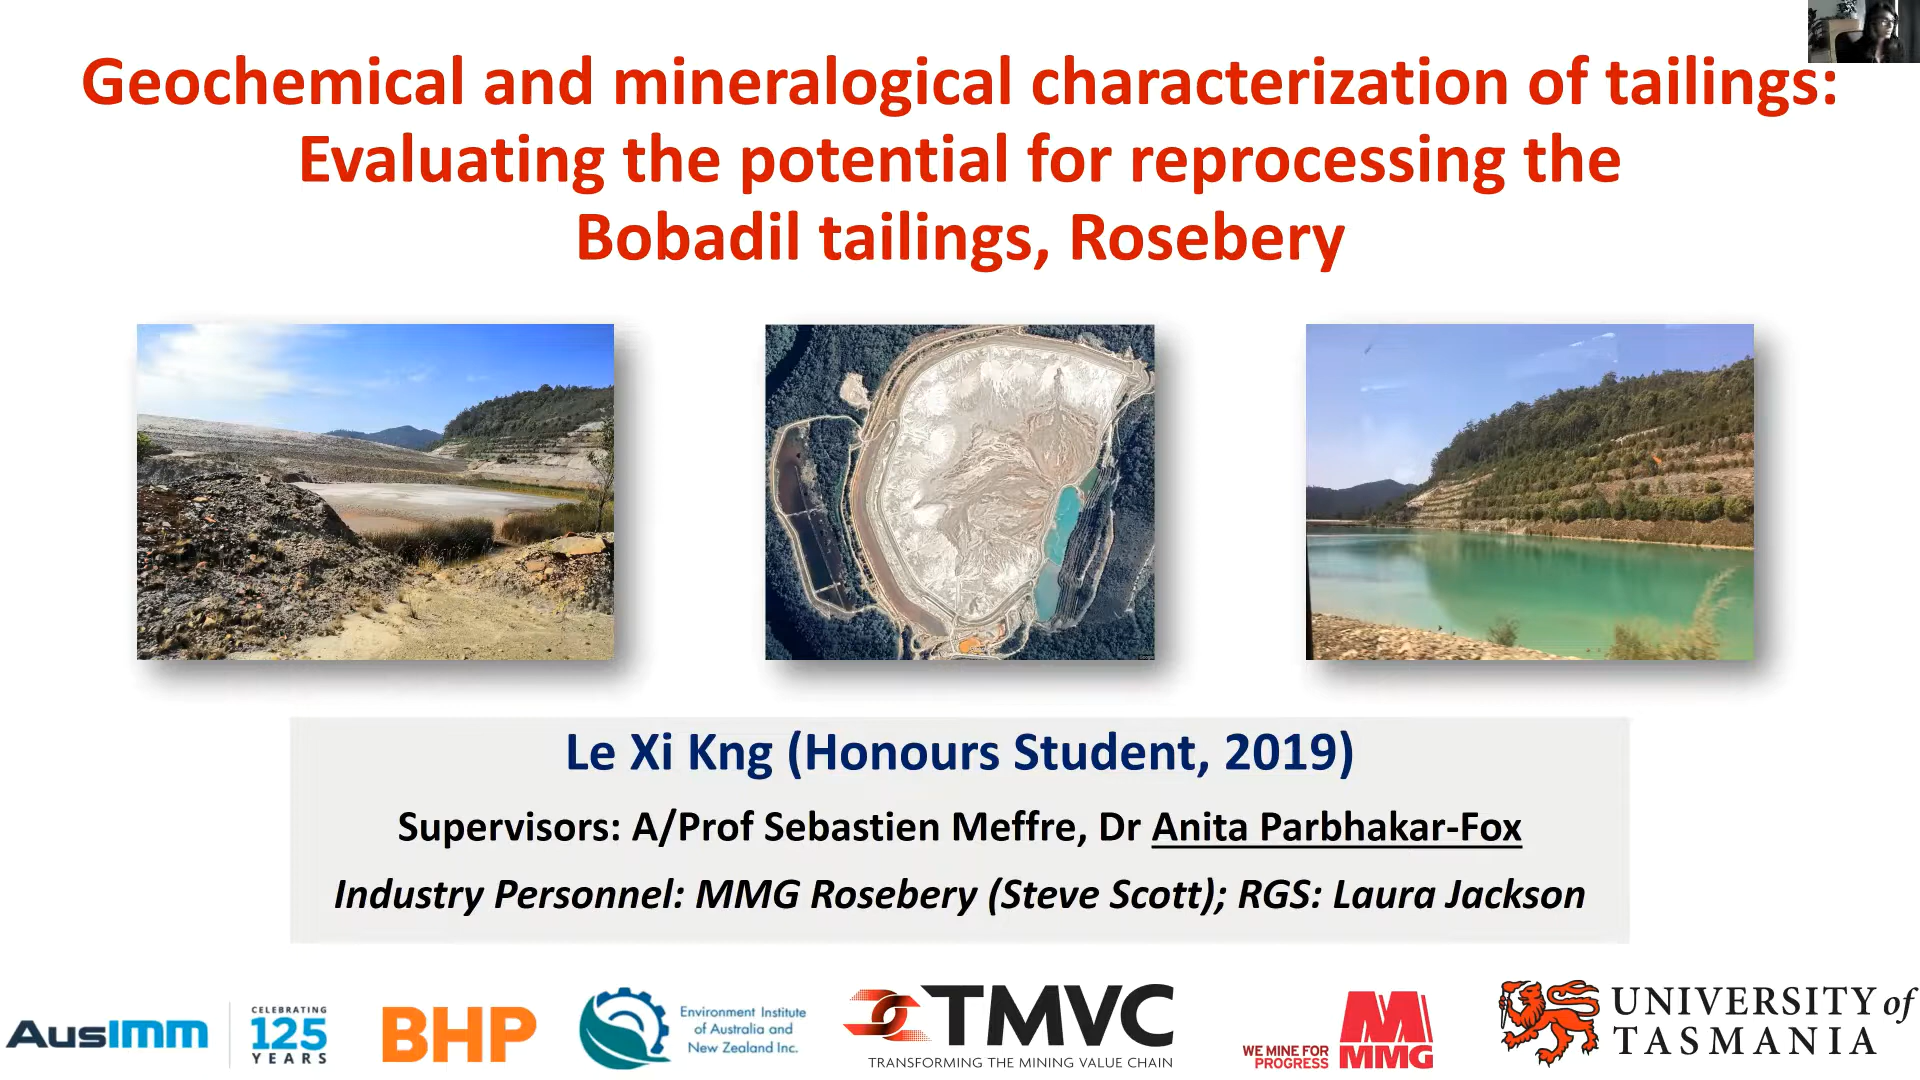 Geochemical and mineralogical characterization of tailings:
Evaluating the potential for reprocessing the
Bobadil tailings, Rosebery
Le Xi Kng (Honours Student, 2019)
Supervisors: A/Prof Sebastien Meffre, Dr Anita Parbhakar-Fox
Industry Personnel: MMG Rosebery (Steve Scott); RGS: Laura Jackson
AusIMM
CELEBRATING
125
YEARS
BHP
Environment Institute
of Australia and
New Zealand Inc.
TMVC
TRANSFORMING THE MINING VALUE CHAIN
WE MINE FOR
PROGRESS
MMG
UNIVERSITY of
TASMANIA